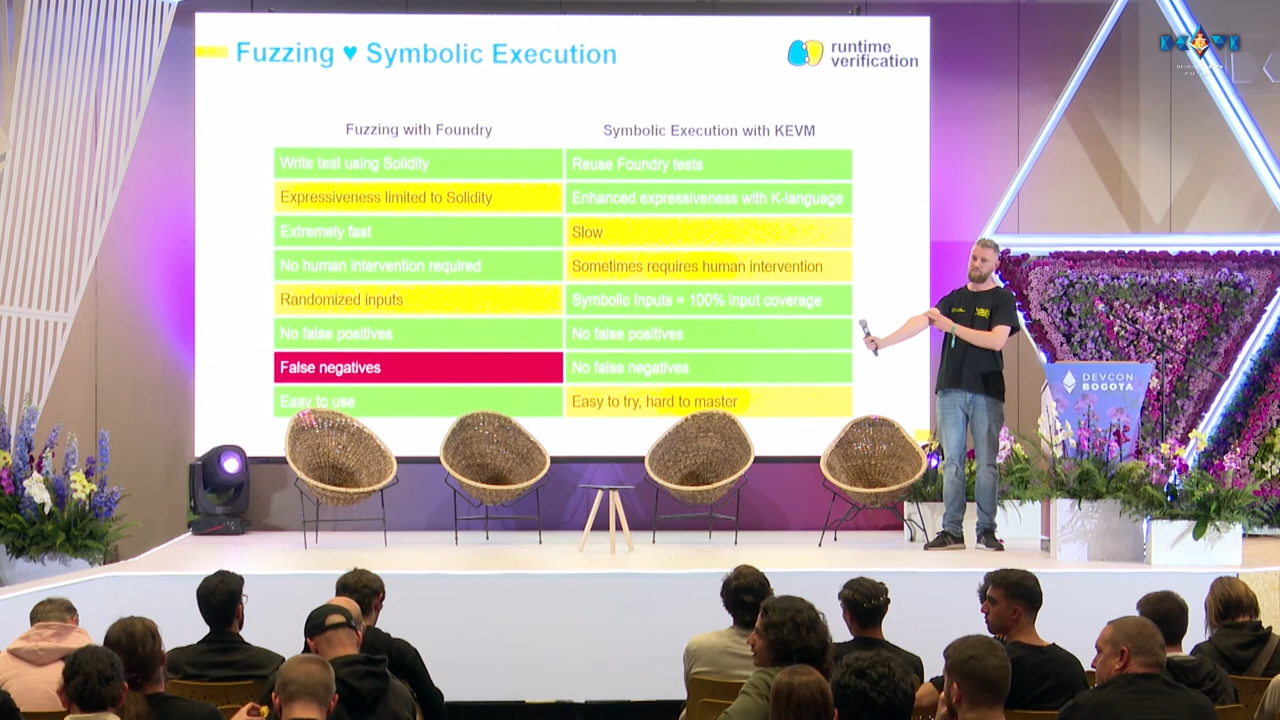 Fuzzing ♥ Symbolic Execution
runtime
verification
Fuzzing with Foundry
Symbolic Execution with KEVM
Write test using Solidity
Reuse Foundry tests
Expressiveness limited to Solidity
Enhanced expressiveness with K-language
Extremely fast
Slow
No human intervention required
Sometimes requires human intervention
Randomized inputs
Symbolic inputs = 100% input coverage
No false positives
No false positives
False negatives
No false negatives
Easy to use
Easy to try, hard to master
DEVCON
BOGOTA